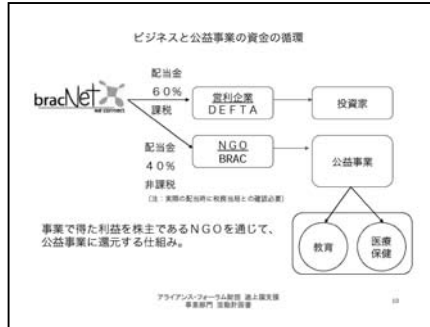 ビジネスと公益事業の資金の循環
bracNet
配当金
60%
課税
営利企業
DEFTA
投資家
配当金
40%
非課税
NGO
BRAC
公益事業
(注:実際の配当時に税務当局との確認必要)
事業で得た利益を株主であるNGOを通じて、
公益事業に還元する仕組み。
教育
医療
保健
アライアンス・フォーラム財団 途上国支援
事業部門 活動計画書